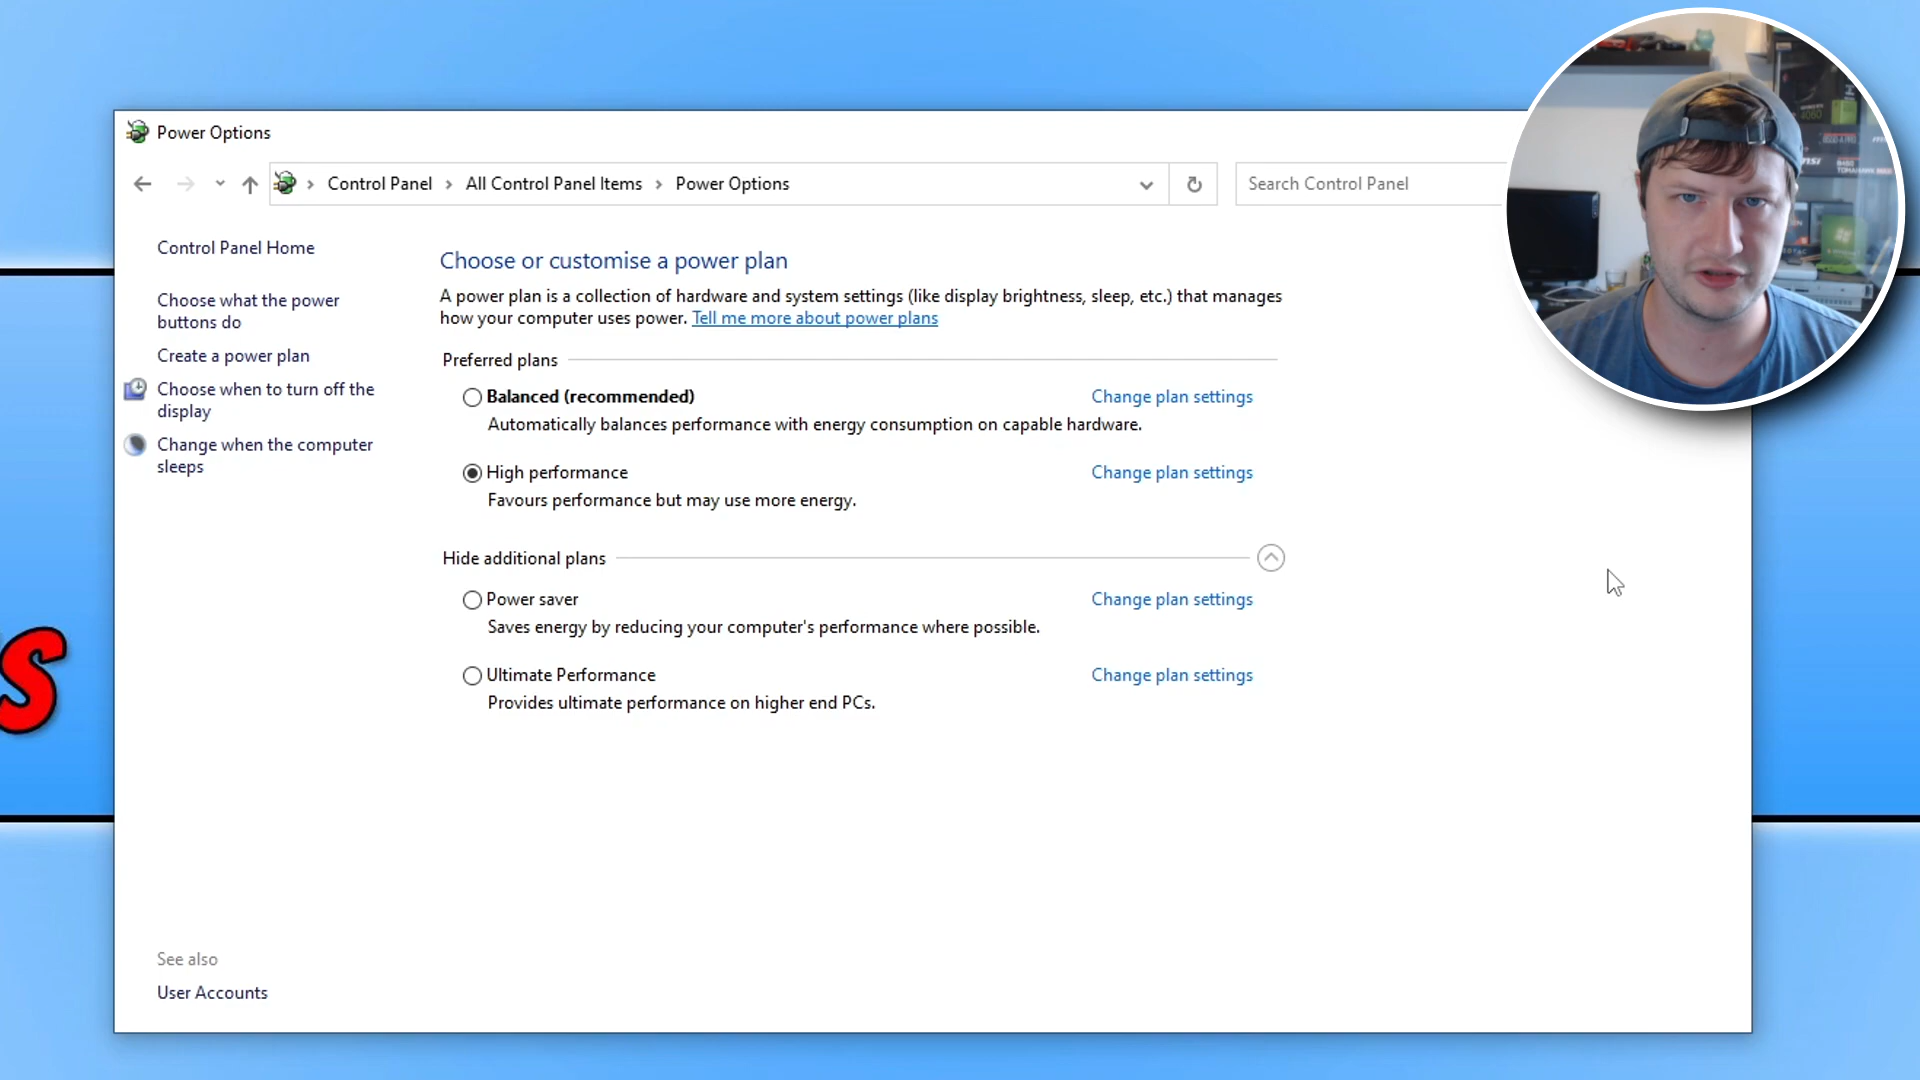 Power Options
Control Panel › All Control Panel Items › Power Options
Search Control Panel
Control Panel Home
Choose what the power
buttons do
Create a power plan
Choose when to turn off the
display
Change when the computer
sleeps
Choose or customise a power plan
A power plan is a collection of hardware and system settings (like display brightness, sleep, etc.) that manages
how your computer uses power. Tell me more about power plans
Preferred plans
Balanced (recommended) Change plan settings
Automatically balances performance with energy consumption on capable hardware.
High performance Change plan settings
Favours performance but may use more energy.
Hide additional plans
Power saver Change plan settings
Saves energy by reducing your computer's performance where possible.
Ultimate Performance Change plan settings
Provides ultimate performance on higher end PCs.
See also
User Accounts
S
4060